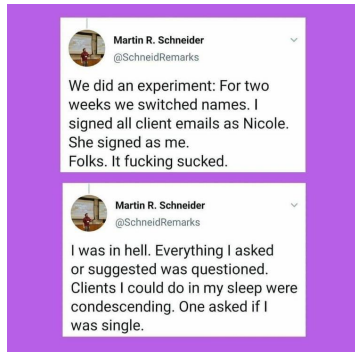 Martin R. Schneider
@SchneidRemarks
We did an experiment: For two
weeks we switched names. I
signed all client emails as Nicole.
She signed as me.
Folks. It fucking sucked.
Martin R. Schneider
@SchneidRemarks
I was in hell. Everything I asked
or suggested was questioned.
Clients I could do in my sleep were
condescending. One asked if I
was single.